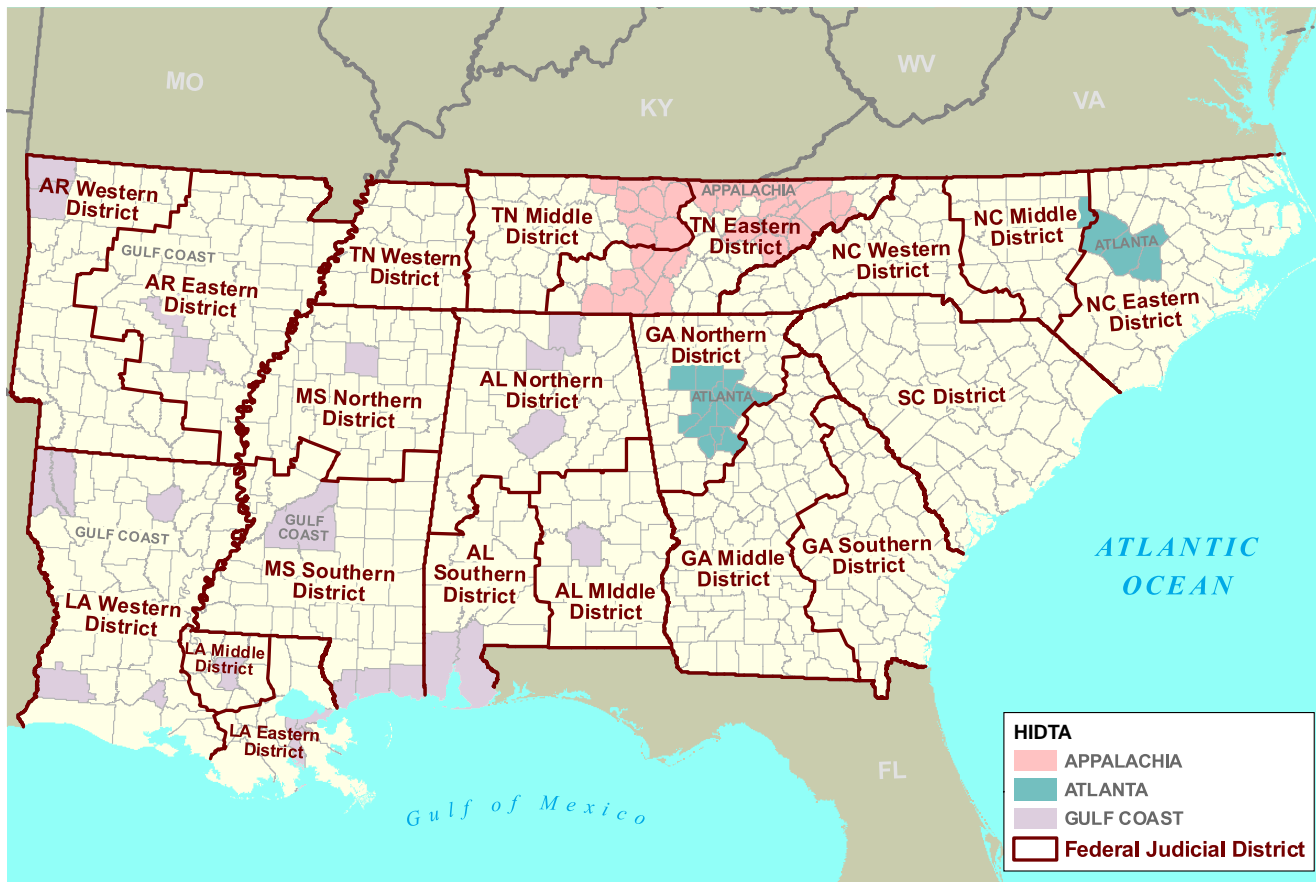 MO
WV
KY
VA
AR Western
District
TN Middle
District
APPALACHIA
TN Eastern
District
NC Middle
District
NC Western
District
ATLANTA
GULF COAST
TN Western
District
AR Eastern
District
NC Eastern
District
GA Northern
District
AL Northern
District
MS Northern
District
ATLANTA
SC District
GULF COAST
GULF
COAST
AL
Southern
District
GA Middle
District
GA Southern
District
ATLANTIC
OCEAN
MS Southern
District
AL MIddle
District
LA Western
District
LA Middle
District
LA Eastern
District
FL
Gulf of Mexico
HIDTA
APPALACHIA
ATLANTA
GULF COAST
Federal Judicial District